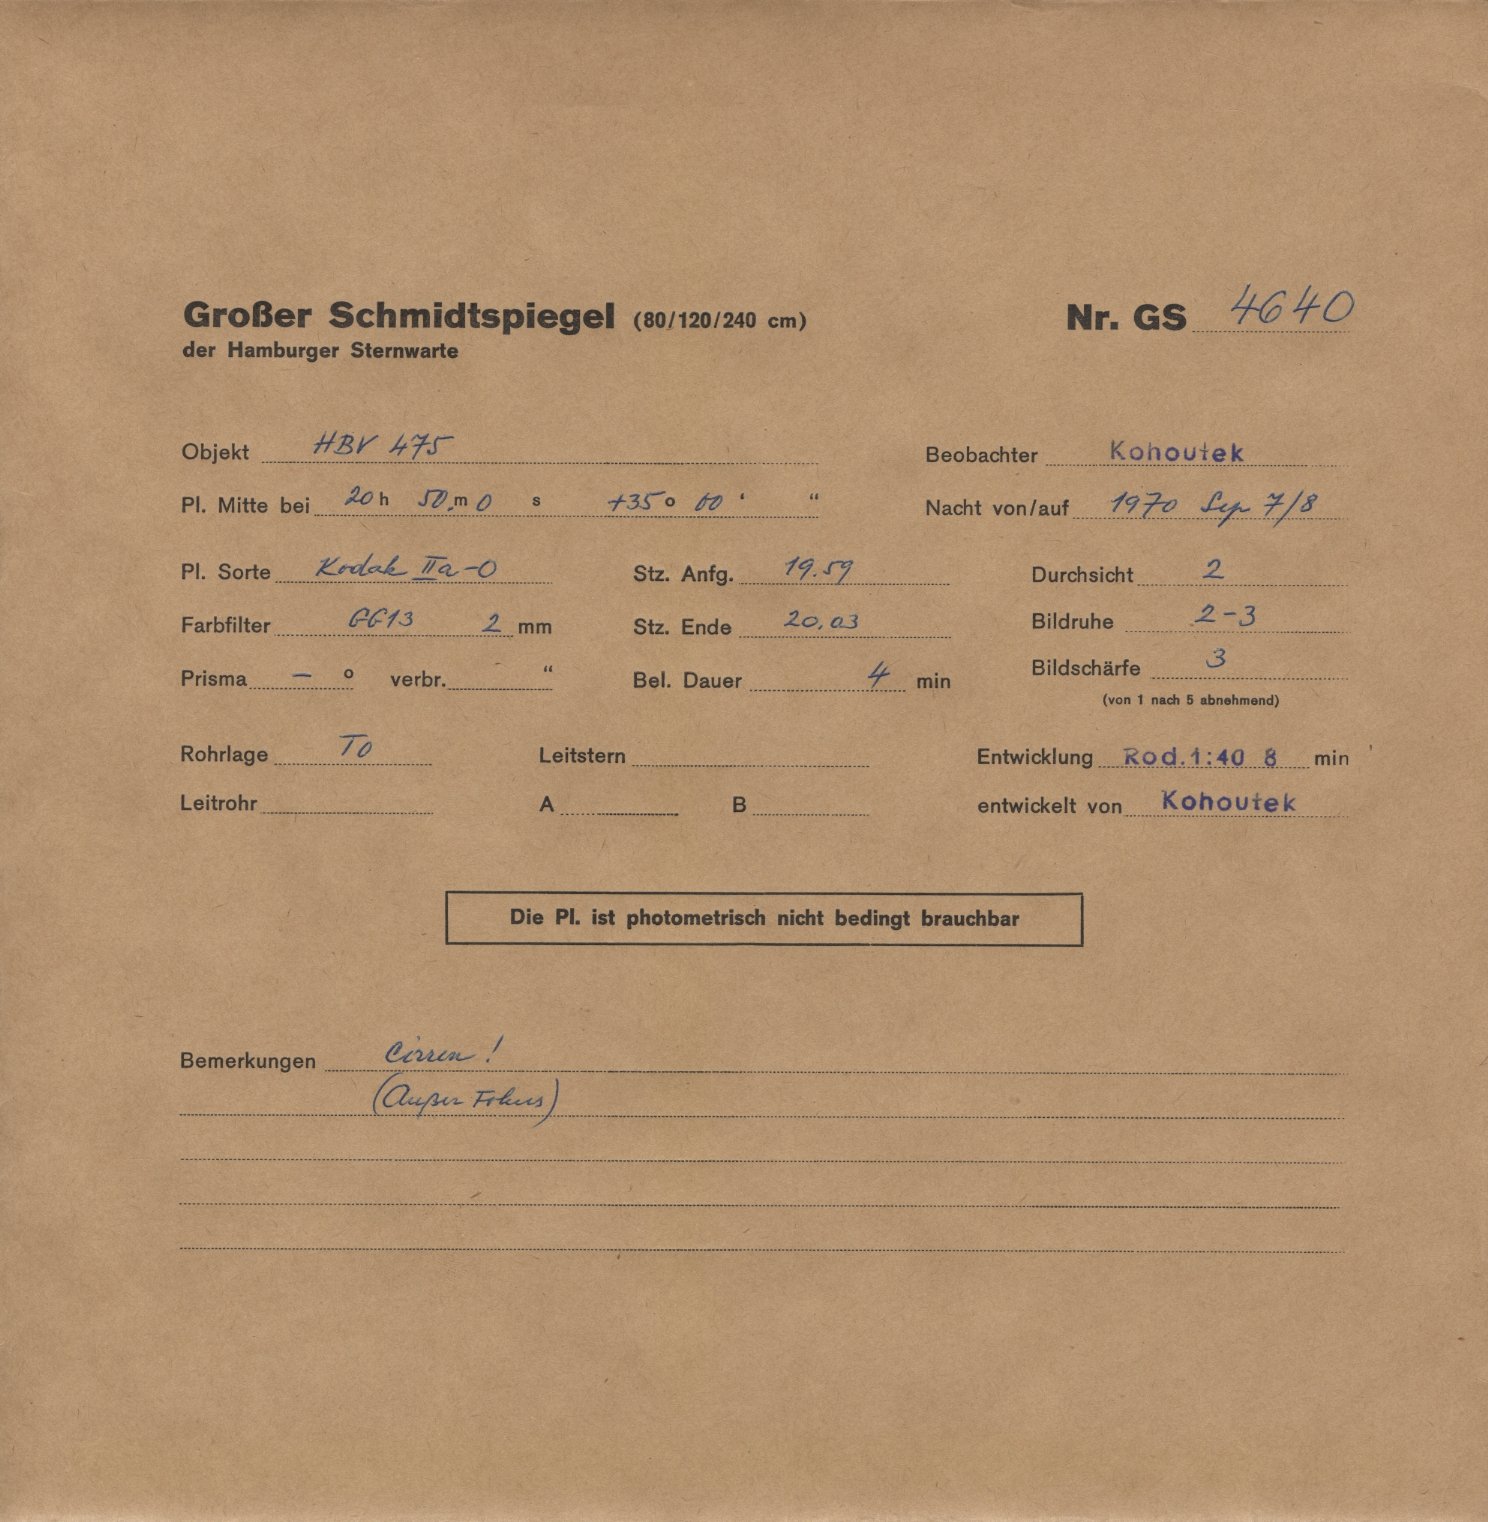 Großer Schmidtspiegel (80/120/240 cm) Nr. GS 4640
der Hamburger Sternwarte
Objekt HBV 475 Beobachter Kohoutek
Pl. Mitte bei 20 h 50. m 0 s +35 o 00 ' " Nacht von/auf 1970 Sep 7/8
Pl. Sorte Kodak IIa-O Stz. Anfg. 19.59 Durchsicht 2
Farbfilter GG13 2 mm Stz. Ende 20.03 Bildruhe 2-3
Prisma — o verbr. - " Bel. Dauer 4 min Bildschärfe 3
(von 1 nach 5 abnehmend)
Rohrlage TO Leitstern Entwicklung Rod. 1:40 8 min
Leitrohr A B entwickelt von Kohoutek
Die Pl. ist photometrisch nicht bedingt brauchbar
Bemerkungen Cirren!
(Außer Fokus)